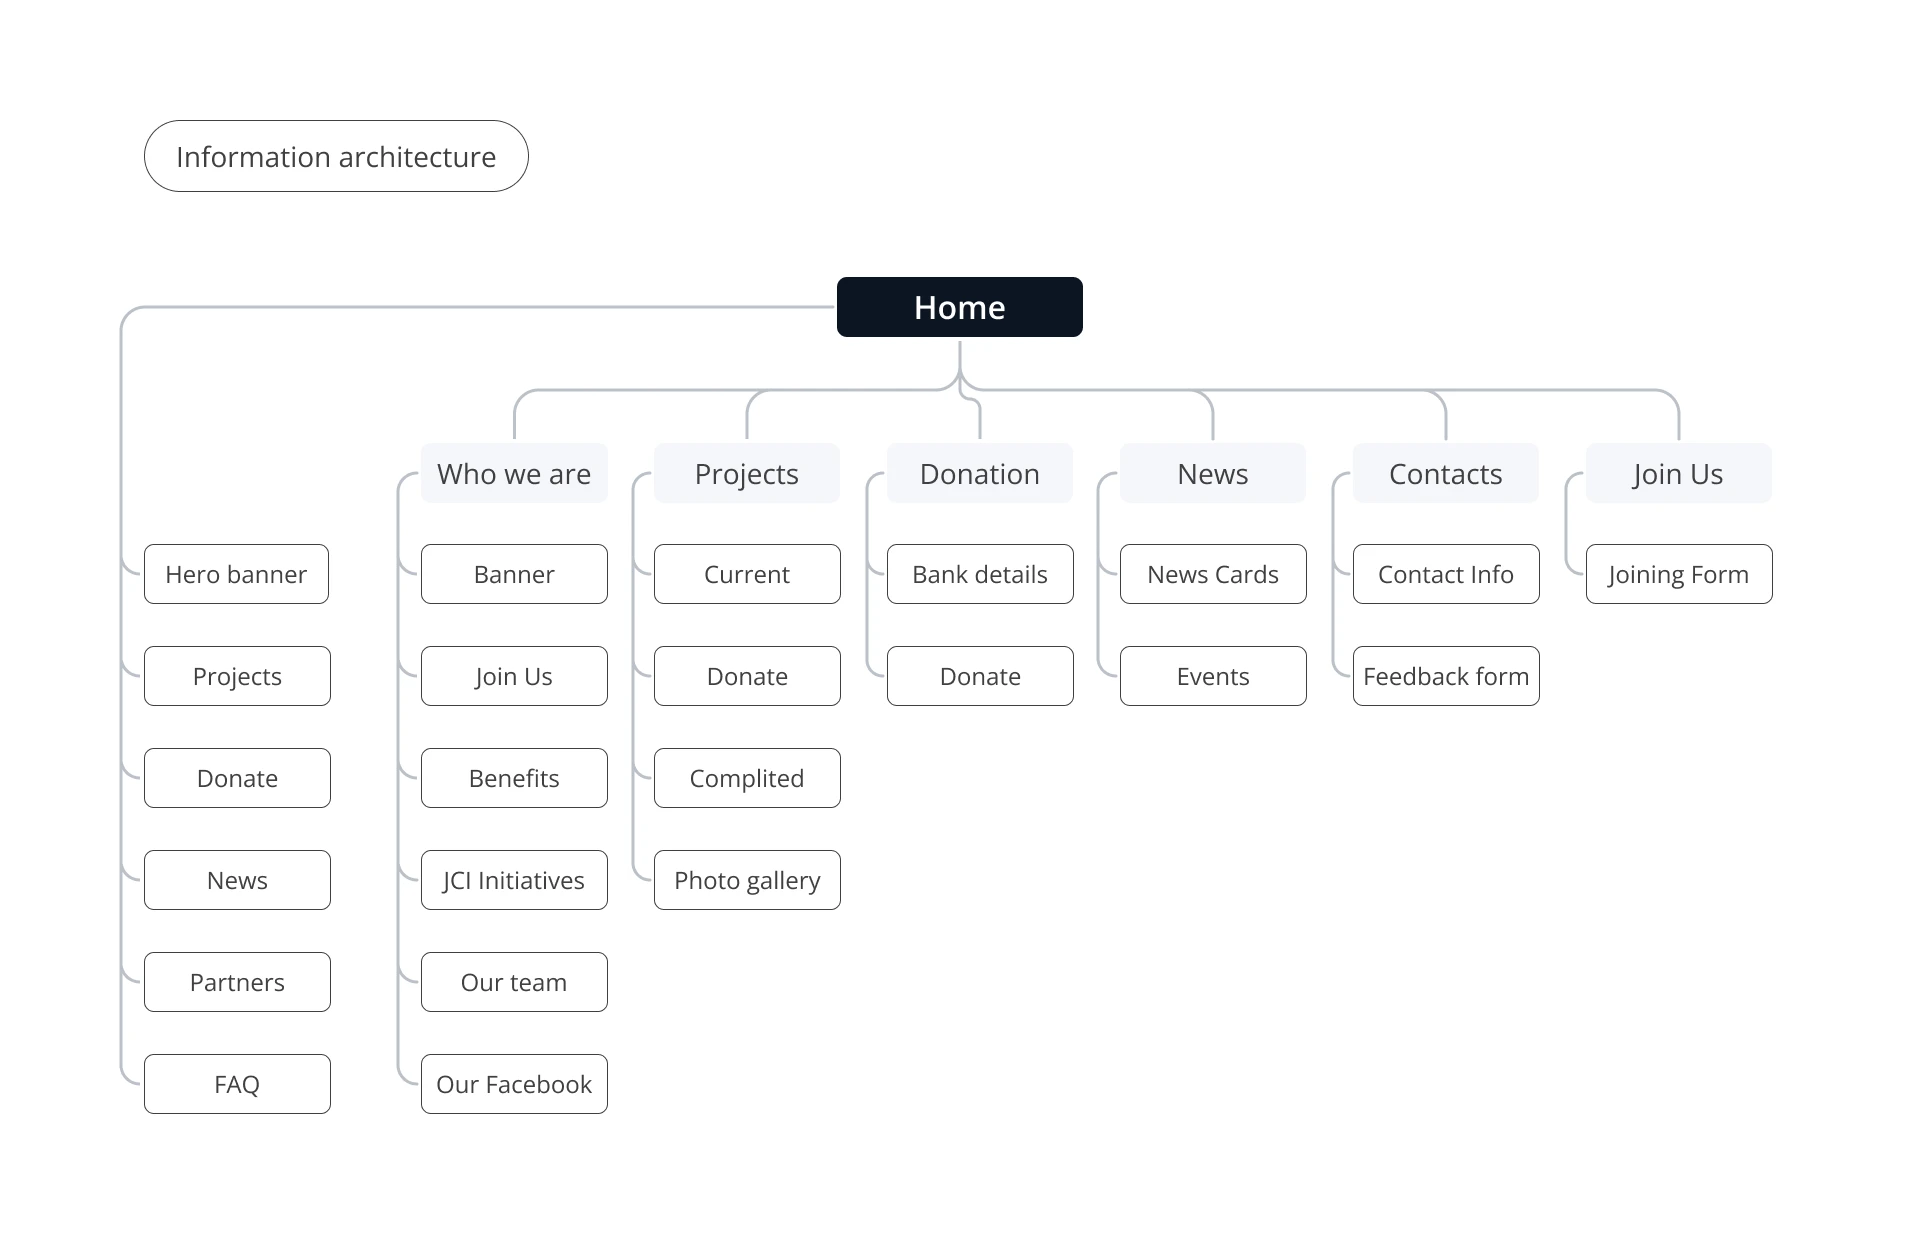 Information architecture
Home
Who we are
Projects
Donation
News
Contacts
Join Us
Hero banner
Banner
Current
Bank details
News Cards
Contact Info
Joining Form
Projects
Join Us
Donate
Donate
Events
Feedback form
Donate
Benefits
Complited
News
JCI Initiatives
Photo gallery
Partners
Our team
FAQ
Our Facebook